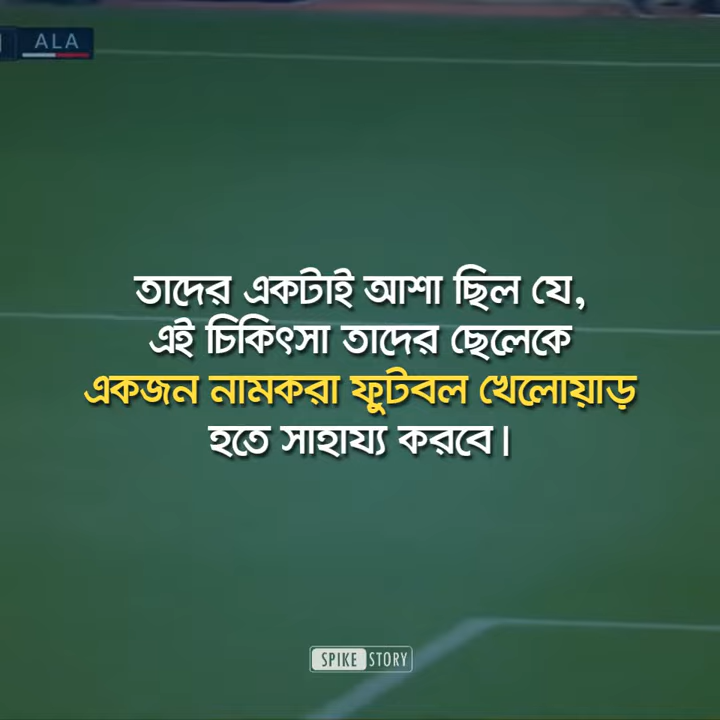 ALA
তাদের একটাই আশা ছিল যে,
এই চিকিৎসা তাদের ছেলেকে
একজন নামকরা ফুটবল খেলোয়াড়
হতে সাহায্য করবে।
SPIKE STORY